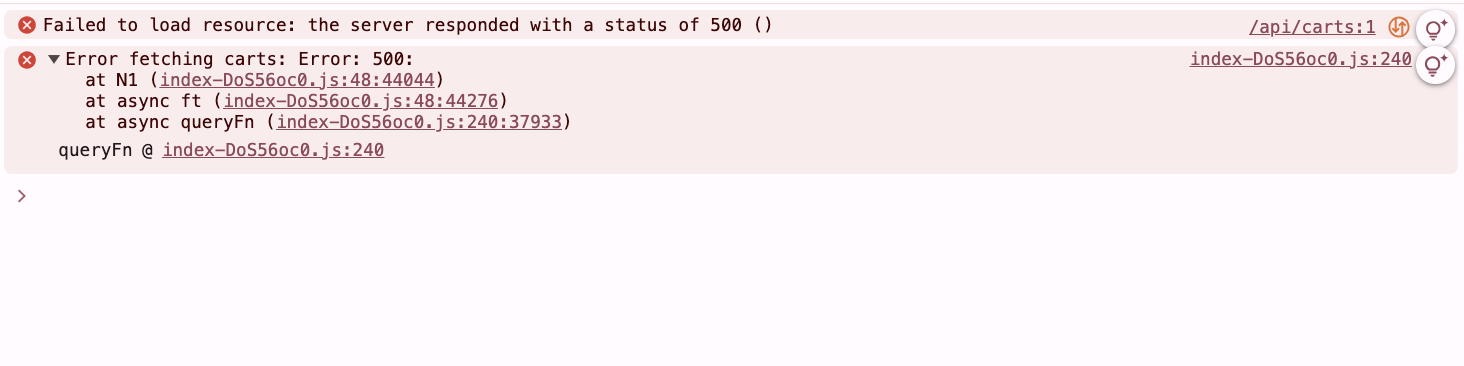 Failed to load resource: the server responded with a status of 500 () /api/carts:1
Error fetching carts: Error: 500: index-DoS56oc0.js:240
at N1 (index-DoS56oc0.js:48:44044)
at async ft (index-DoS56oc0.js:48:44276)
at async queryFn (index-DoS56oc0.js:240:37933)
queryFn @ index-DoS56oc0.js:240